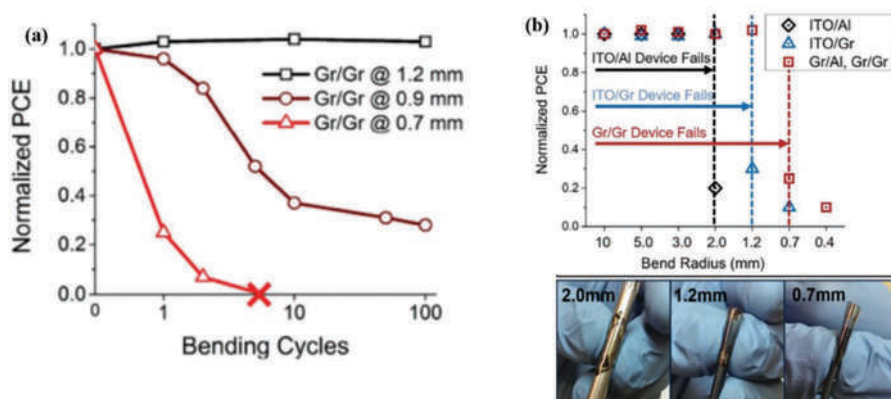 (a)
Normalized PCE
1.0
0.8
0.6
0.4
0.2
0.0
Gr/Gr @ 1.2 mm
Gr/Gr @ 0.9 mm
Gr/Gr @ 0.7 mm
0
1
10
100
Bending Cycles
(b)
Normalized PCE
1.0
0.8
0.6
0.4
0.2
0.0
ITO/Al
ITO/Gr
Gr/Al, Gr/Gr
ITO/Al Device Fails
ITO/Gr Device Fails
Gr/Gr Device Fails
10
5.0
3.0
2.0
1.2
0.7
0.4
Bend Radius (mm)
2.0mm
1.2mm
0.7mm